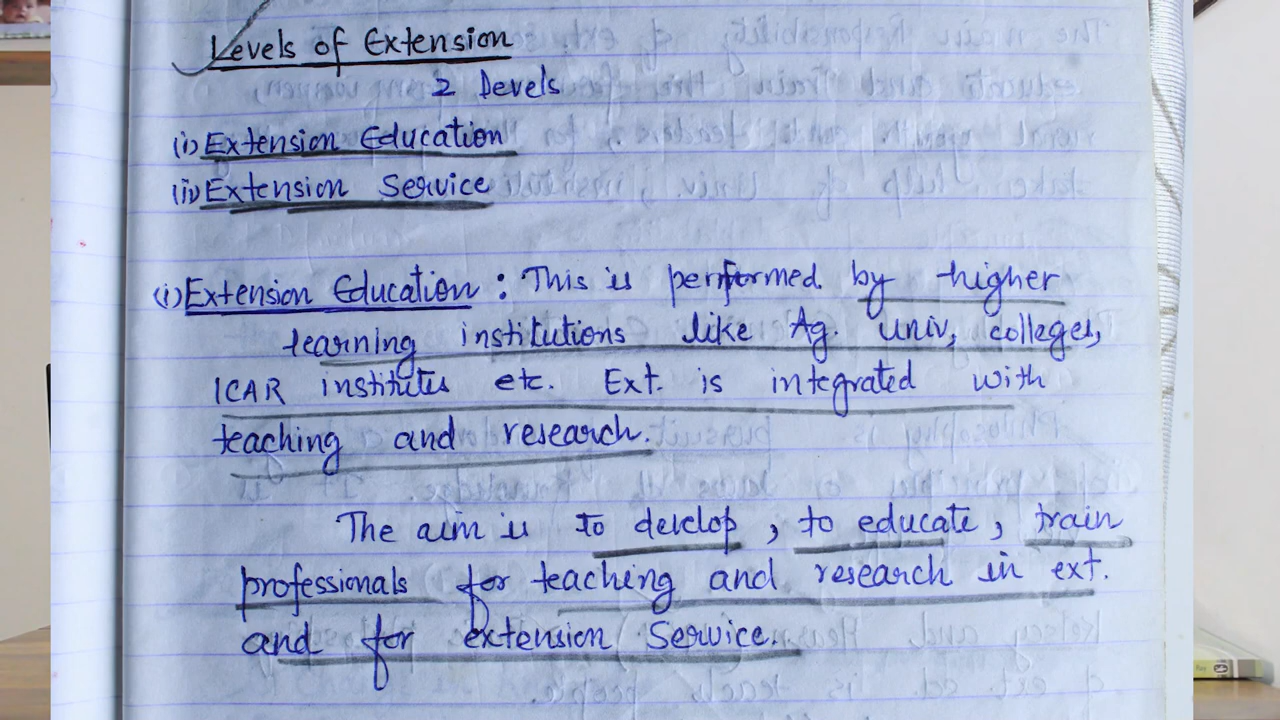 Levels of Extension
2 Levels
(i) Extension Education
(ii) Extension Service
(i) Extension Education : This is performed by higher
learning institutions like Ag. univ, colleges,
ICAR institutes etc. Ext. is integrated with
teaching and research.
The aim is to develop, to educate, train
professionals for teaching and research in ext.
and for extension Service.